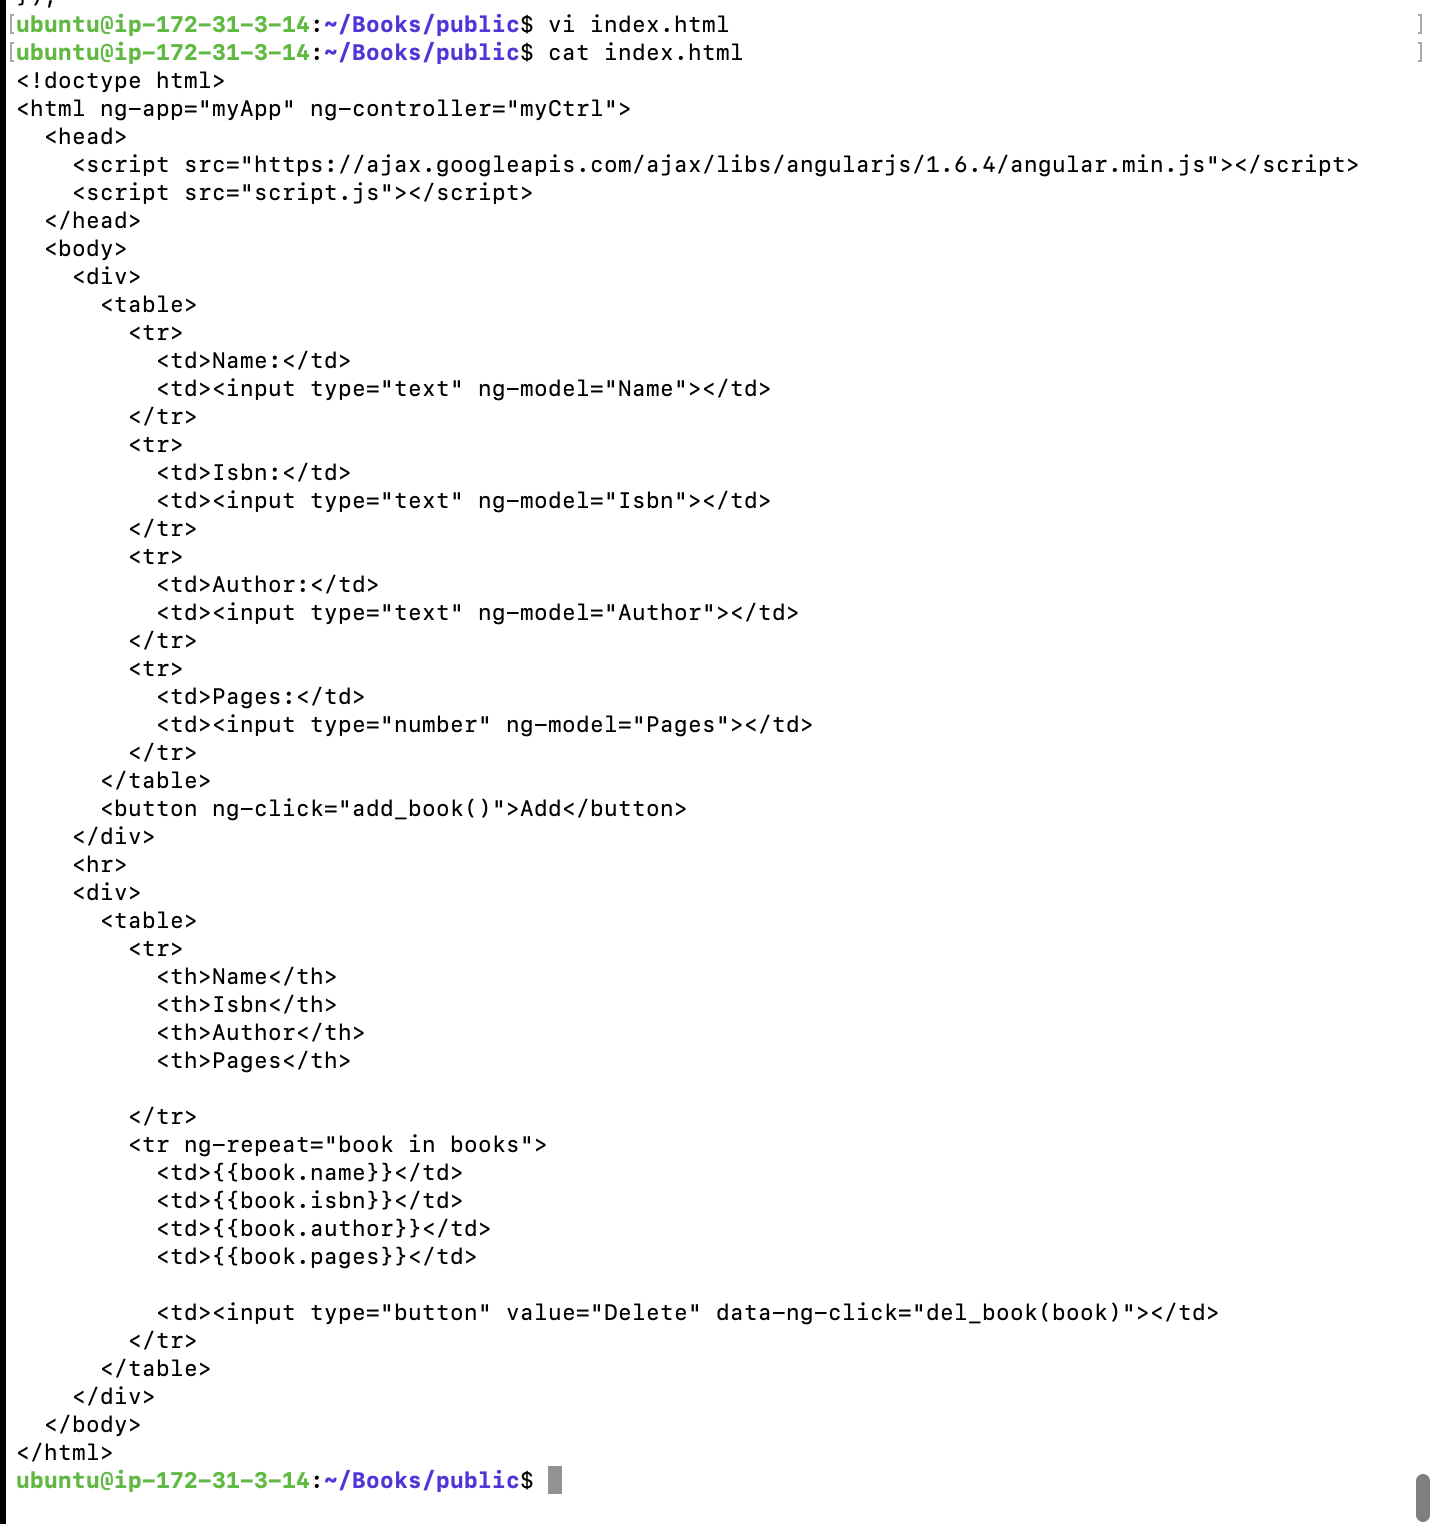 });
[ubuntu@ip-172-31-3-14:~/Books/public$ vi index.html ]
[ubuntu@ip-172-31-3-14:~/Books/public$ cat index.html ]
<!doctype html>
<html ng-app="myApp" ng-controller="myCtrl">
  <head>
    <script src="https://ajax.googleapis.com/ajax/libs/angularjs/1.6.4/angular.min.js"></script>
    <script src="script.js"></script>
  </head>
  <body>
    <div>
      <table>
        <tr>
          <td>Name:</td>
          <td><input type="text" ng-model="Name"></td>
        </tr>
        <tr>
          <td>Isbn:</td>
          <td><input type="text" ng-model="Isbn"></td>
        </tr>
        <tr>
          <td>Author:</td>
          <td><input type="text" ng-model="Author"></td>
        </tr>
        <tr>
          <td>Pages:</td>
          <td><input type="number" ng-model="Pages"></td>
        </tr>
      </table>
      <button ng-click="add_book()">Add</button>
    </div>
    <hr>
    <div>
      <table>
        <tr>
          <th>Name</th>
          <th>Isbn</th>
          <th>Author</th>
          <th>Pages</th>

        </tr>
        <tr ng-repeat="book in books">
          <td>{{book.name}}</td>
          <td>{{book.isbn}}</td>
          <td>{{book.author}}</td>
          <td>{{book.pages}}</td>

          <td><input type="button" value="Delete" data-ng-click="del_book(book)"></td>
        </tr>
      </table>
    </div>
  </body>
</html>
ubuntu@ip-172-31-3-14:~/Books/public$